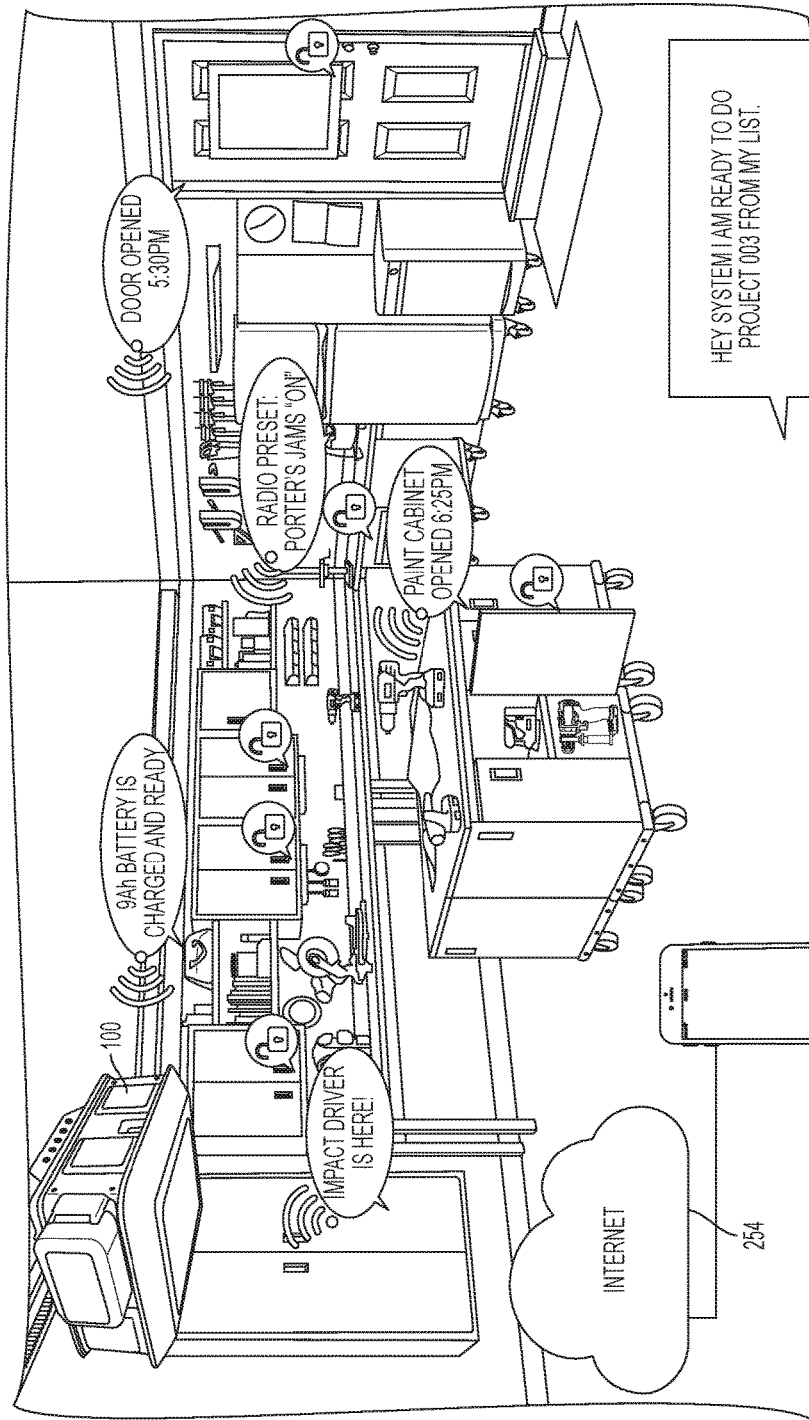 100
9Ah BATTERY IS
CHARGED AND READY
DOOR OPENED
5:30PM
RADIO PRESET:
PORTER'S JAMS "ON"
IMPACT DRIVER
IS HERE!
PAINT CABINET
OPENED 6:25PM
INTERNET
254
HEY SYSTEM I AM READY TO DO
PROJECT 003 FROM MY LIST.